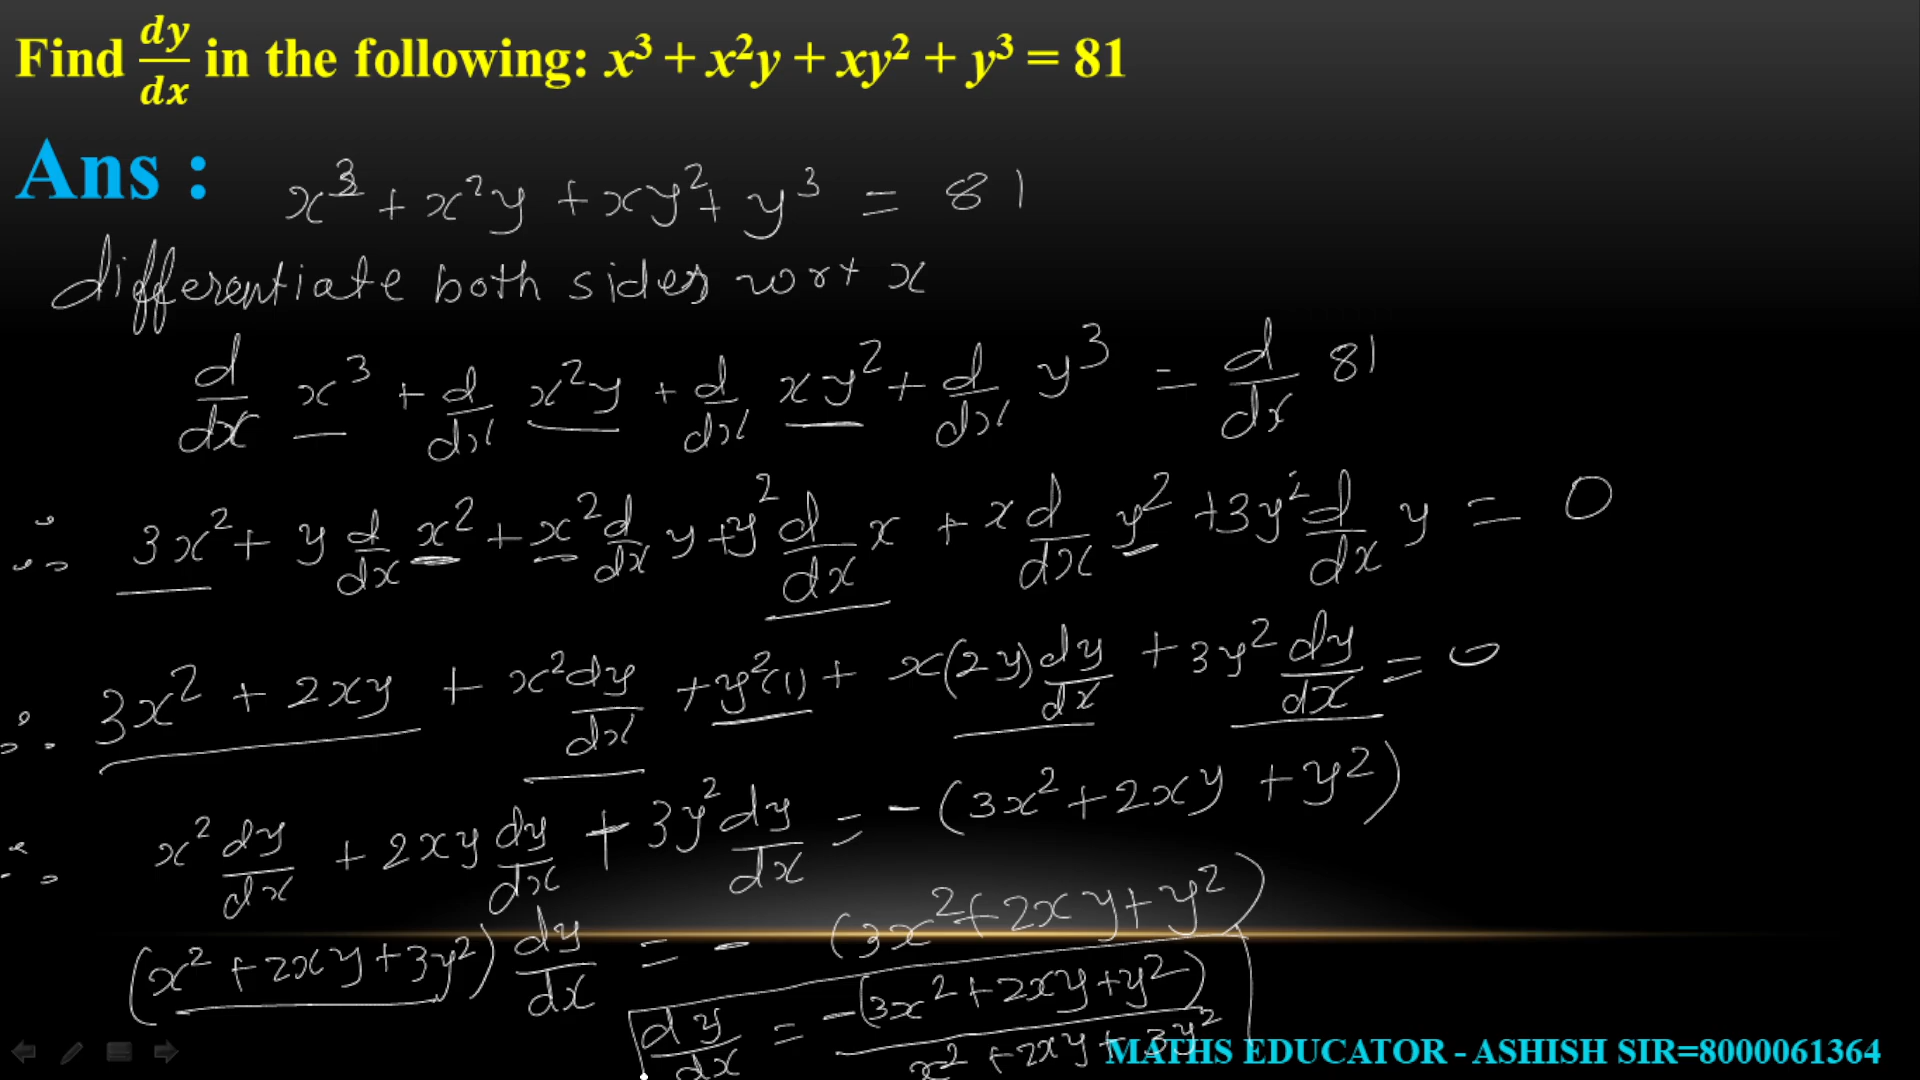 Find dy/dx in the following: x³ + x²y + xy² + y³ = 81
Ans :
x³ + x²y + xy² + y³ = 81
differentiate both sides wrt x
d/dx x³ + d/dx x²y + d/dx xy² + d/dx y³ = d/dx 81
∴ 3x² + y d/dx x² + x² d/dx y + y² d/dx x + x d/dx y² + 3y² d/dx y = 0
∴ 3x² + 2xy + x² dy/dx + y²(1) + x(2y) dy/dx + 3y² dy/dx = 0
∴ x² dy/dx + 2xy dy/dx + 3y² dy/dx = -(3x² + 2xy + y²)
(x² + 2xy + 3y²) dy/dx = - (3x² + 2xy + y²)
dy/dx = -(3x² + 2xy + y²)/x² + 2xy + 3y²
MATHS EDUCATOR - ASHISH SIR=8000061364